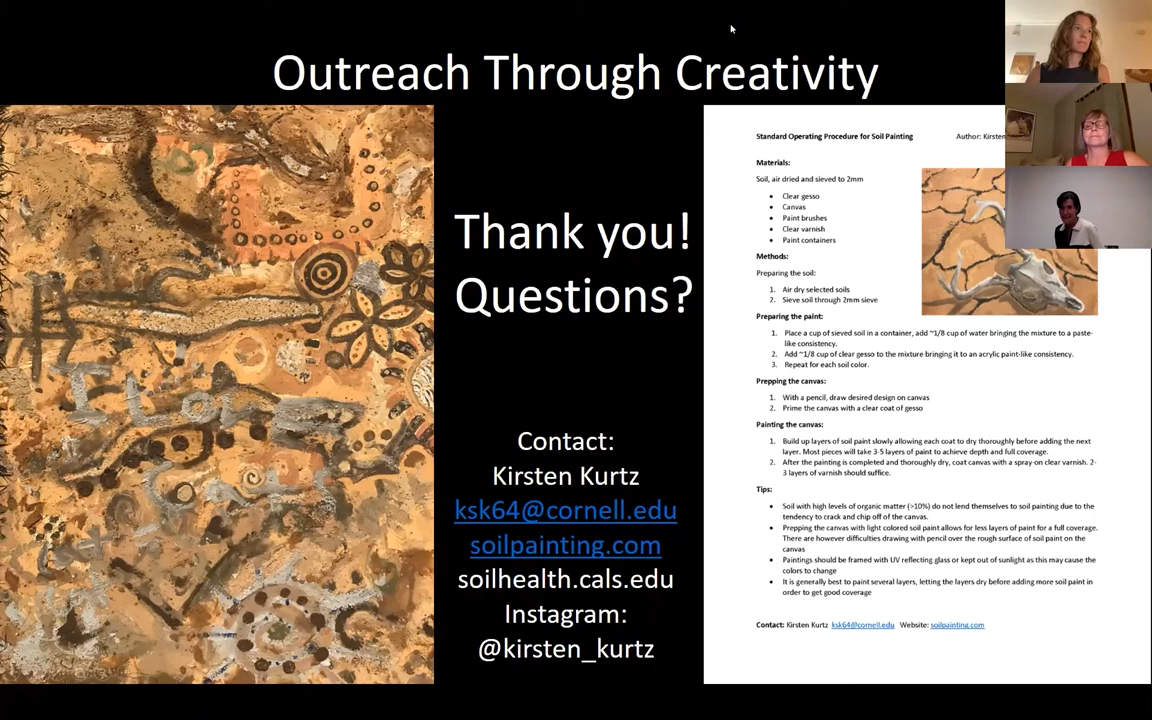 Outreach Through Creativity
Thank you!
Questions?
Contact:
Kirsten Kurtz
ksk64@cornell.edu
soilpainting.com
soilhealth.cals.edu
Instagram:
@kirsten_kurtz
Standard Operating Procedure for Soil Painting Author: Kirsten
Materials:
Soil, air dried and sieved to 2mm
• Clear gesso
• Canvas
• Paint brushes
• Clear varnish
• Paint containers
Methods:
Preparing the soil:
1. Air dry selected soils
2. Sieve soil through 2mm sieve
Preparing the paint:
1. Place a cup of sieved soil in a container, add ~1/8 cup of water bringing the mixture to a paste-
like consistency.
2. Add ~1/8 cup of clear gesso to the mixture bringing it to an acrylic paint-like consistency.
3. Repeat for each soil color.
Prepping the canvas:
1. With a pencil, draw desired design on canvas
2. Prime the canvas with a clear coat of gesso
Painting the canvas:
1. Build up layers of soil paint slowly allowing each coat to dry thoroughly before adding the next
layer. Most pieces will take 3-5 layers of paint to achieve depth and full coverage.
2. After the painting is completed and thoroughly dry, coat canvas with a spray-on clear varnish. 2-
3 layers of varnish should suffice.
Tips:
• Soil with high levels of organic matter (>10%) do not lend themselves to soil painting due to the
tendency to crack and chip off of the canvas.
• Prepping the canvas with light colored soil paint allows for less layers of paint for a full coverage.
There are however difficulties drawing with pencil over the rough surface of soil paint on the
canvas
• Paintings should be framed with UV reflecting glass or kept out of sunlight as this may cause the
colors to change
• It is generally best to paint several layers, letting the layers dry before adding more soil paint in
order to get good coverage
Contact: Kirsten Kurtz ksk64@cornell.edu Website: soilpainting.com